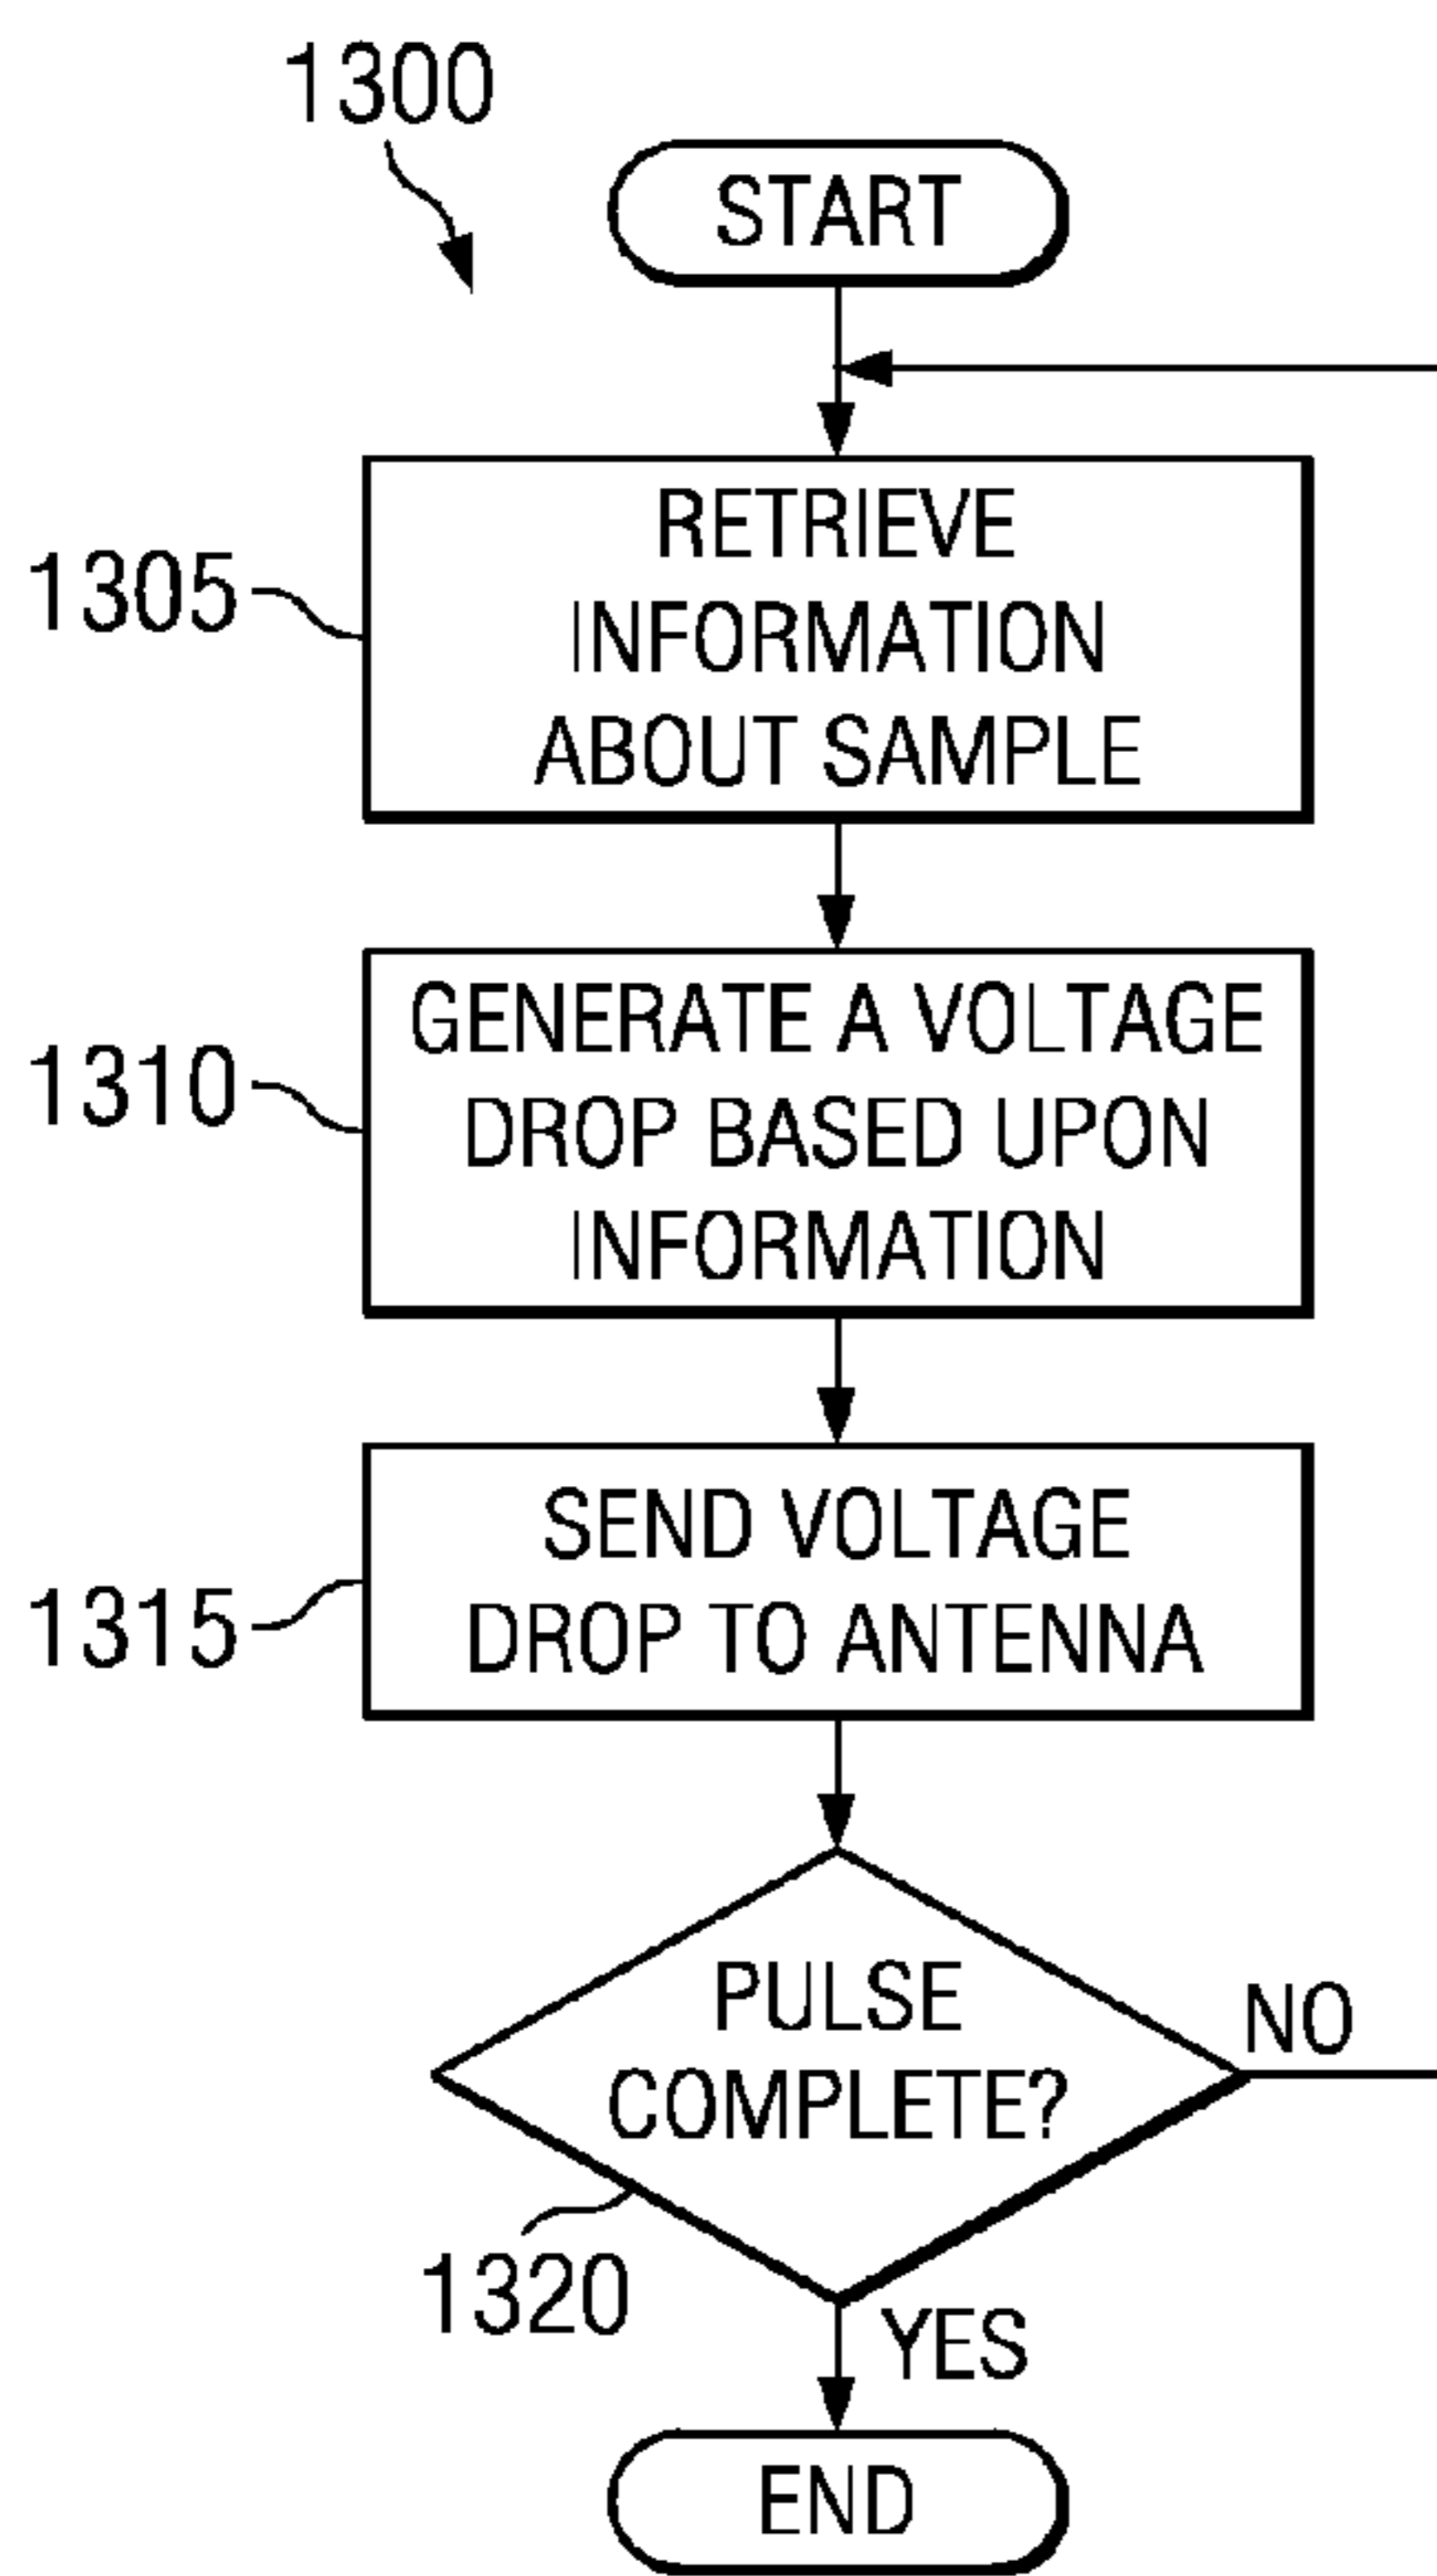 1300
START
1305
RETRIEVE
INFORMATION
ABOUT SAMPLE
1310
GENERATE A VOLTAGE
DROP BASED UPON
INFORMATION
1315
SEND VOLTAGE
DROP TO ANTENNA
PULSE
COMPLETE?
NO
1320
YES
END